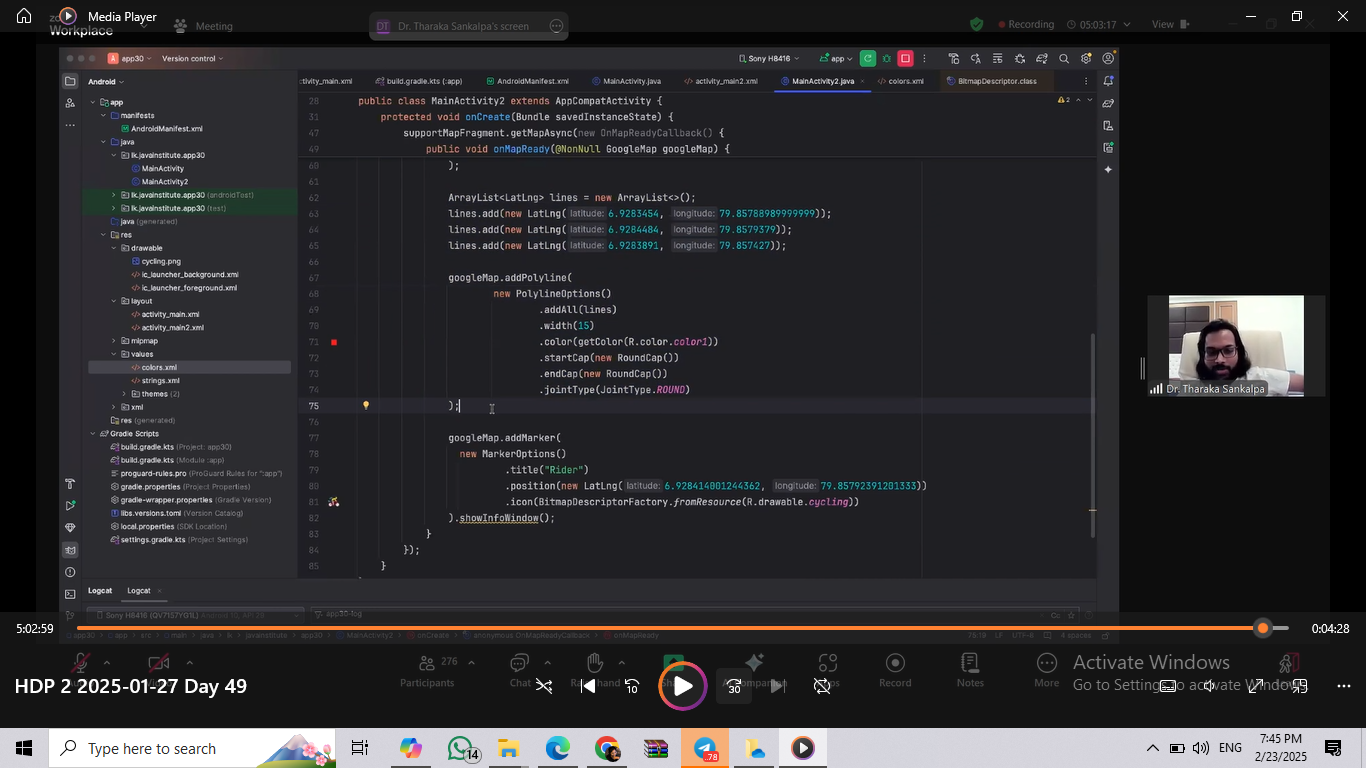 Media Player
zoom
Workplace
Meeting
DT Dr. Tharaka Sankalpa's screen
Recording
05:03:17
View
app30
Version control
Sony H8416
app
Android
ctivity_main.xml
build.gradle.kts (:app)
AndroidManifest.xml
MainActivity.java
activity_main2.xml
MainActivity2.java
colors.xml
BitmapDescriptor.class
app
manifests
AndroidManifest.xml
java
lk.javainstitute.app30
MainActivity
MainActivity2
lk.javainstitute.app30 (androidTest)
lk.javainstitute.app30 (test)
java (generated)
res
drawable
cycling.png
ic_launcher_background.xml
ic_launcher_foreground.xml
layout
activity_main.xml
activity_main2.xml
mipmap
values
colors.xml
strings.xml
themes (2)
xml
res (generated)
Gradle Scripts
build.gradle.kts (Project: app30)
build.gradle.kts (Module :app)
proguard-rules.pro (ProGuard Rules for ":app")
gradle.properties (Project Properties)
gradle-wrapper.properties (Gradle Version)
libs.versions.toml (Version Catalog)
local.properties (SDK Location)
settings.gradle.kts (Project Settings)
2
28 public class MainActivity2 extends AppCompatActivity {
31 protected void onCreate(Bundle savedInstanceState) {
47 supportMapFragment.getMapAsync(new OnMapReadyCallback() {
49 public void onMapReady(@NonNull GoogleMap googleMap) {
60 );
61
62 ArrayList<LatLng> lines = new ArrayList<>();
63 lines.add(new LatLng( latitude: 6.9283454, longitude: 79.85788989999999));
64 lines.add(new LatLng( latitude: 6.9284484, longitude: 79.8579379));
65 lines.add(new LatLng( latitude: 6.9283891, longitude: 79.857427));
66
67 googleMap.addPolyline(
68 new PolylineOptions()
69 .addAll(lines)
70 .width(15)
71 .color(getColor(R.color.color1))
72 .startCap(new RoundCap())
73 .endCap(new RoundCap())
74 .jointType(JointType.ROUND)
75 );
76
77 googleMap.addMarker(
78 new MarkerOptions()
79 .title("Rider")
80 .position(new LatLng( latitude: 6.928414001244362, longitude: 79.85792391201333))
81 .icon(BitmapDescriptorFactory.fromResource(R.drawable.cycling))
82 ).showInfoWindow();
83 }
84 });
85 }
Dr. Tharaka Sankalpa
Logcat
Logcat
Sony H8416 (QV7157YG1L) Android 10, API 29
app30-log
Cc
5:02:59
0:04:28
app30 > app > src > main > java > lk > javainstitute > app30 > MainActivity2 > onCreate > anonymous OnMapReadyCallback > onMapReady
75:19 LF UTF-8 4 spaces
276
Participants
Chat
Record
Notes
More
10
30
HDP 2 2025-01-27 Day 49
Activate Windows
Go to Settings to activate Windows.
Type here to search
14
78
ENG
7:45 PM
2/23/2025